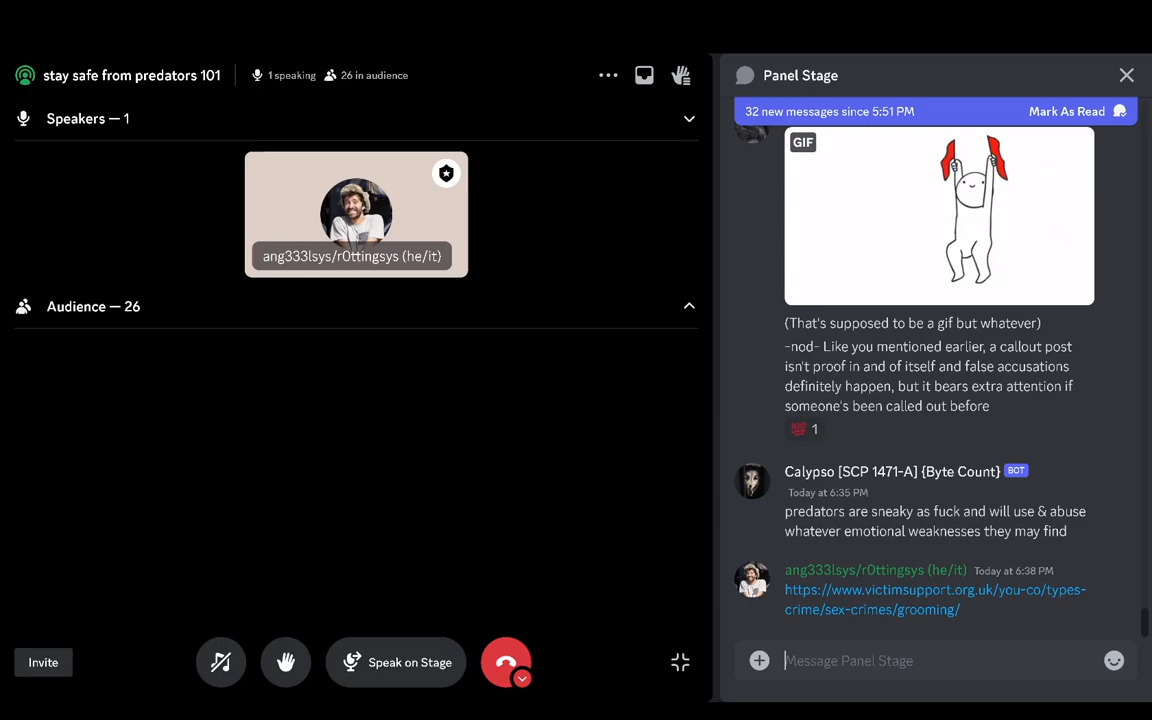 stay safe from predators 101
1 speaking
26 in audience
Speakers — 1
ang333lsys/r0ttingsys (he/it)
Audience — 26
Invite
Speak on Stage
Panel Stage
32 new messages since 5:51 PM
Mark As Read
GIF
(That's supposed to be a gif but whatever)
-nod- Like you mentioned earlier, a callout post
isn't proof in and of itself and false accusations
definitely happen, but it bears extra attention if
someone's been called out before
💯 1
Calypso [SCP 1471-A] {Byte Count} BOT
Today at 6:35 PM
predators are sneaky as fuck and will use & abuse
whatever emotional weaknesses they may find
ang333lsys/r0ttingsys (he/it) Today at 6:38 PM
https://www.victimsupport.org.uk/you-co/types-
crime/sex-crimes/grooming/
Message Panel Stage